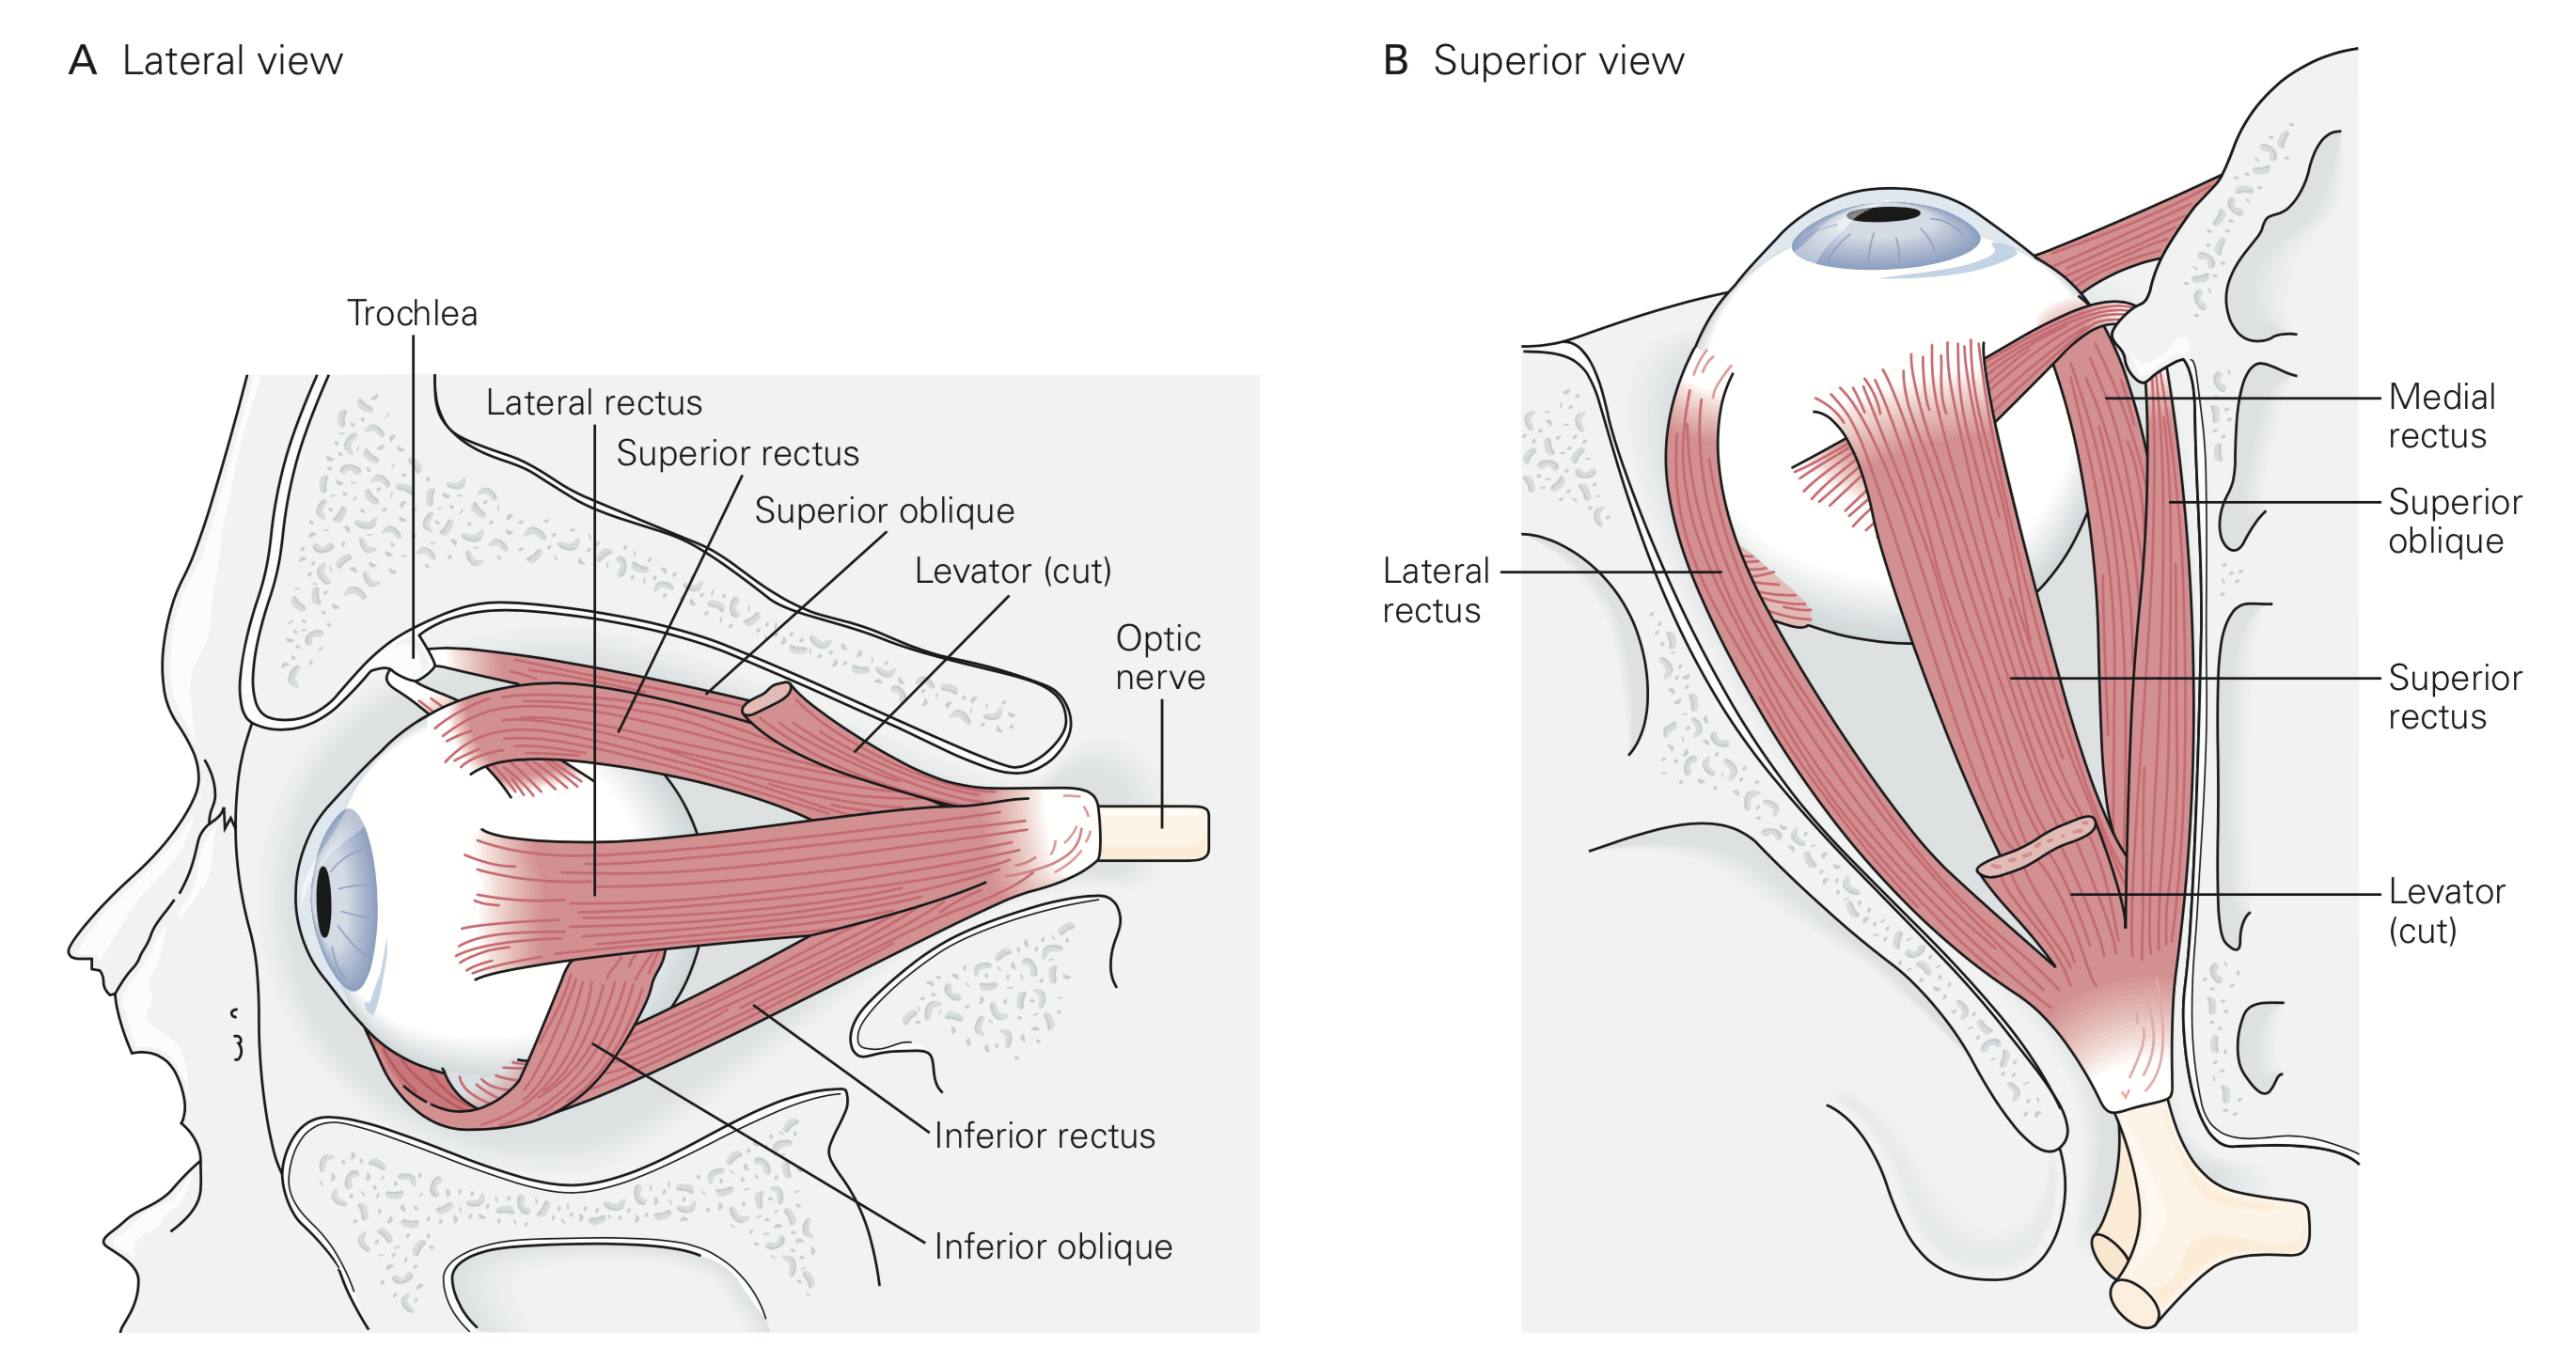 A Lateral view
Trochlea
Lateral rectus
Superior rectus
Superior oblique
Levator (cut)
Optic
nerve
Inferior rectus
Inferior oblique
B Superior view
Medial
rectus
Superior
oblique
Lateral
rectus
Superior
rectus
Levator
(cut)